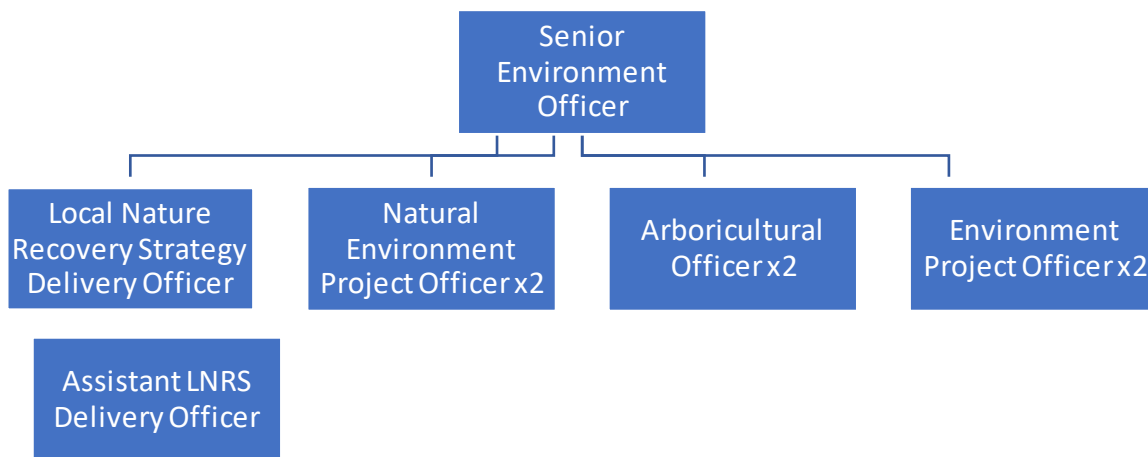 Senior
Environment
Officer
Local Nature
Recovery Strategy
Delivery Officer
Natural
Environment
Project Officer x2
Arboricultural
Officer x2
Environment
Project Officer x2
Assistant LNRS
Delivery Officer